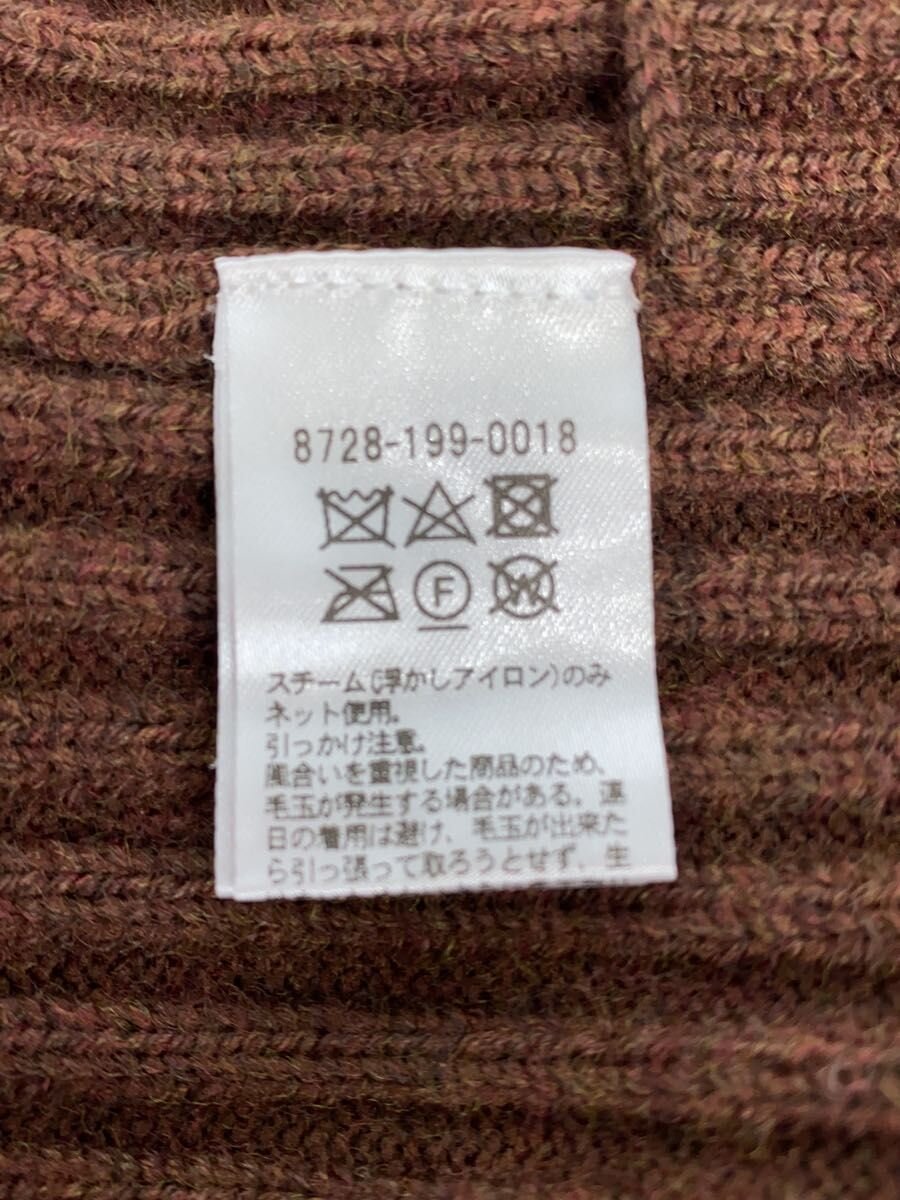 8728-199-0018
F W
スチーム(浮かしアイロン)のみ
ネット使用。
引っかけ注意。
風合いを重視した商品のため、
毛玉が発生する場合がある。連
日の着用は避け、毛玉が出来た
ら引っ張って取ろうとせず、生